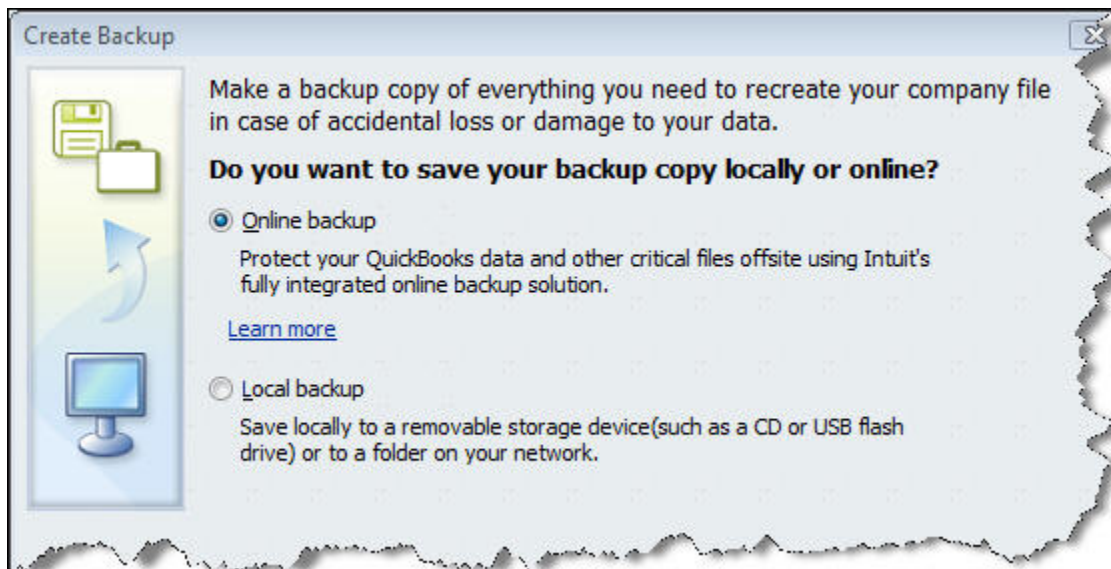 Create Backup
Make a backup copy of everything you need to recreate your company file
in case of accidental loss or damage to your data.
Do you want to save your backup copy locally or online?
Online backup
Protect your QuickBooks data and other critical files offsite using Intuit's
fully integrated online backup solution.
Learn more
Local backup
Save locally to a removable storage device(such as a CD or USB flash
drive) or to a folder on your network.